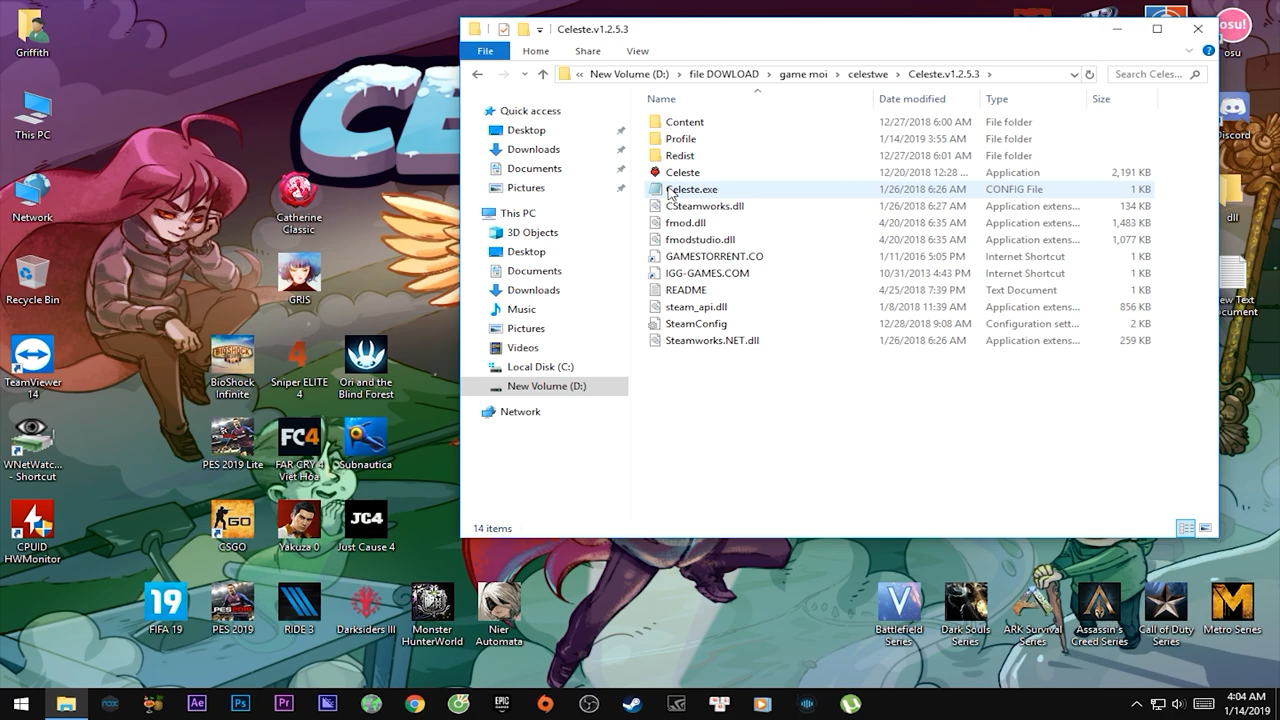 Celeste.v1.2.5.3
File Home Share View
« New Volume (D:) › file DOWLOAD › game moi › celestwe › Celeste.v1.2.5.3 ›
Search Celes...
Name Date modified Type Size
Content 12/27/2018 6:00 AM File folder
Profile 1/14/2019 3:55 AM File folder
Redist 12/27/2018 6:01 AM File folder
Celeste 12/20/2018 12:28 ... Application 2,191 KB
Celeste.exe 1/26/2018 6:26 AM CONFIG File 1 KB
CSteamworks.dll 1/26/2018 6:27 AM Application extens... 134 KB
fmod.dll 4/20/2018 6:35 AM Application extens... 1,483 KB
fmodstudio.dll 4/20/2018 6:35 AM Application extens... 1,077 KB
GAMESTORRENT.CO 1/11/2016 5:05 PM Internet Shortcut 1 KB
IGG-GAMES.COM 10/31/2013 4:43 PM Internet Shortcut 1 KB
README 4/25/2018 7:39 PM Text Document 1 KB
steam_api.dll 1/8/2018 11:39 AM Application extens... 856 KB
SteamConfig 12/28/2018 9:08 AM Configuration sett... 2 KB
Steamworks.NET.dll 1/26/2018 6:26 AM Application extens... 259 KB
Quick access
Desktop
Downloads
Documents
Pictures
This PC
3D Objects
Desktop
Documents
Downloads
Music
Pictures
Videos
Local Disk (C:)
New Volume (D:)
Network
14 items
Griffith
This PC
Network
Recycle Bin
TeamViewer
14
WNetWatc...
- Shortcut
CPUID
HWMonitor
CE
Catherine
Classic
GRIS
BioShock
Infinite
4
Sniper ELITE
4
Ori and the
Blind Forest
PES 2019 Lite
FC4
FAR CRY 4
Việt Hóa
Subnautica
GO
CSGO
Yakuza 0
JC4
Just Cause 4
19
FIFA 19
PES 2019
RIDE 3
Darksiders III
Monster
HunterWorld
Nier
Automata
V
Battlefield
Series
Dark Souls
Series
ARK Survival
Series
Assassin's
Creed Series
Call of Duty
Series
M
Metro Series
osu!
osu
Discord
dll
New Text
Document
nox
Ae
Ps
Pr
EPIC
GAMES
4:04 AM
1/14/2019